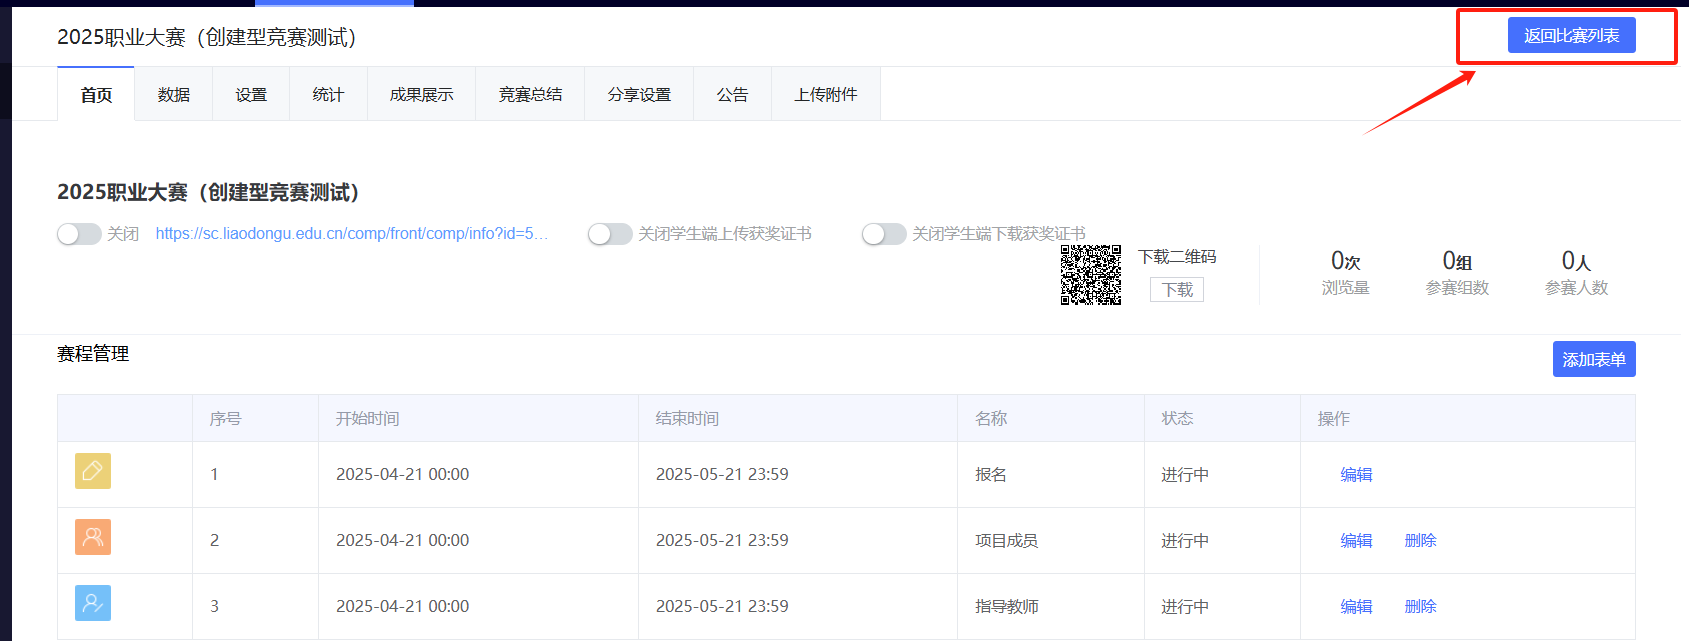 2025职业大赛（创建型竞赛测试）
返回比赛列表
首页 数据 设置 统计 成果展示 竞赛总结 分享设置 公告 上传附件
2025职业大赛（创建型竞赛测试）
关闭 https://sc.liaodongu.edu.cn/comp/front/comp/info?id=5... 关闭学生端上传获奖证书 关闭学生端下载获奖证书
下载二维码
下载
0次 0组 0人
浏览量 参赛组数 参赛人数
赛程管理
添加表单
序号 开始时间 结束时间 名称 状态 操作
1 2025-04-21 00:00 2025-05-21 23:59 报名 进行中 编辑
2 2025-04-21 00:00 2025-05-21 23:59 项目成员 进行中 编辑 删除
3 2025-04-21 00:00 2025-05-21 23:59 指导教师 进行中 编辑 删除